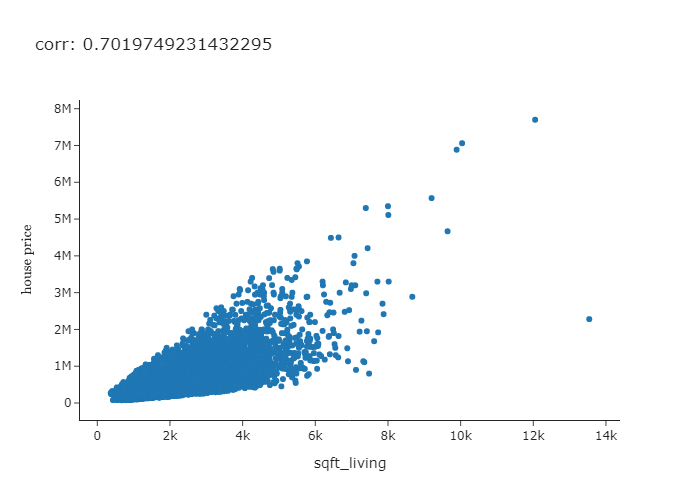 corr: 0.7019749231432295
8M
7M
6M
5M
4M
3M
2M
1M
0
house price
0 2k 4k 6k 8k 10k 12k 14k
sqft_living